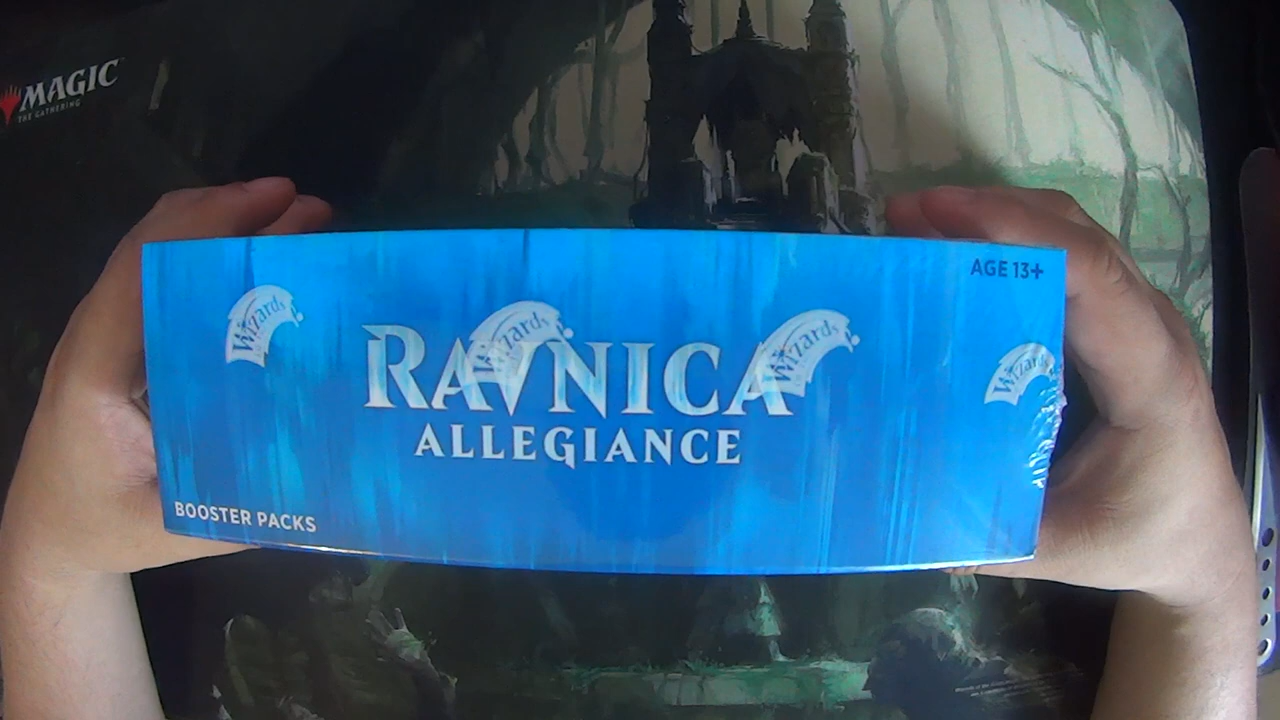 MAGIC
THE GATHERING
AGE 13+
Wizards
Wizards
Wizards
Wizards
RAVNICA
ALLEGIANCE
BOOSTER PACKS